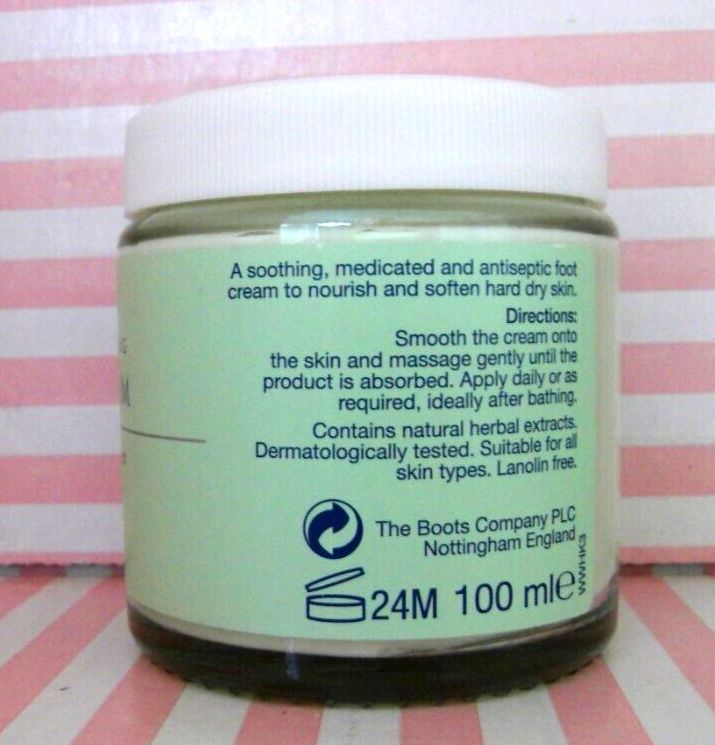 A soothing, medicated and antiseptic foot
cream to nourish and soften hard dry skin.
Directions:
Smooth the cream onto
the skin and massage gently until the
product is absorbed. Apply daily or as
required, ideally after bathing.
Contains natural herbal extracts.
Dermatologically tested. Suitable for all
skin types. Lanolin free.
The Boots Company PLC
Nottingham England
24M 100 ml℮
WWHK3